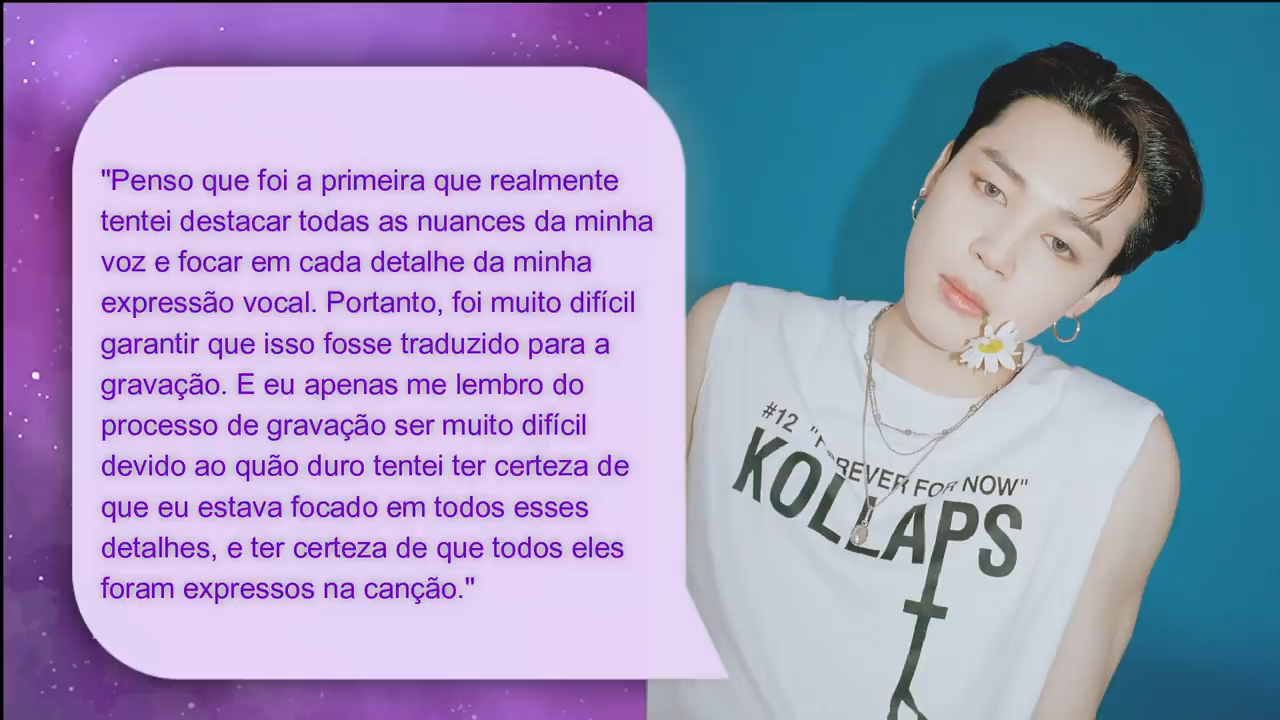 "Penso que foi a primeira que realmente
tentei destacar todas as nuances da minha
voz e focar em cada detalhe da minha
expressão vocal. Portanto, foi muito difícil
garantir que isso fosse traduzido para a
gravação. E eu apenas me lembro do
processo de gravação ser muito difícil
devido ao quão duro tentei ter certeza de
que eu estava focado em todos esses
detalhes, e ter certeza de que todos eles
foram expressos na canção."
#12 "FOREVER FOR NOW"
KOLLAPS